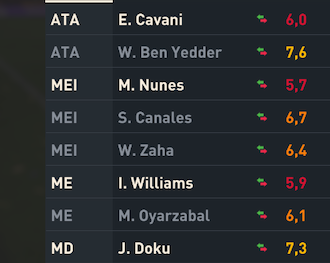 ATA E. Cavani 6,0
ATA W. Ben Yedder 7,6
MEI M. Nunes 5,7
MEI S. Canales 6,7
MEI W. Zaha 6,4
ME I. Williams 5,9
ME M. Oyarzabal 6,1
MD J. Doku 7,3